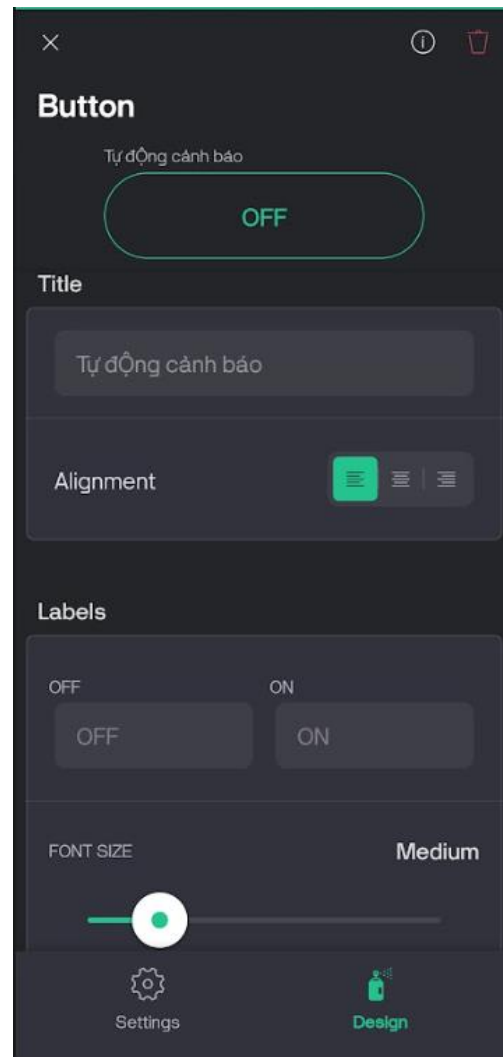 Button
Tự đỘng cảnh báo
OFF
Title
Tự đỘng cảnh báo
Alignment
Labels
OFF ON
OFF ON
FONT SIZE Medium
Settings Design